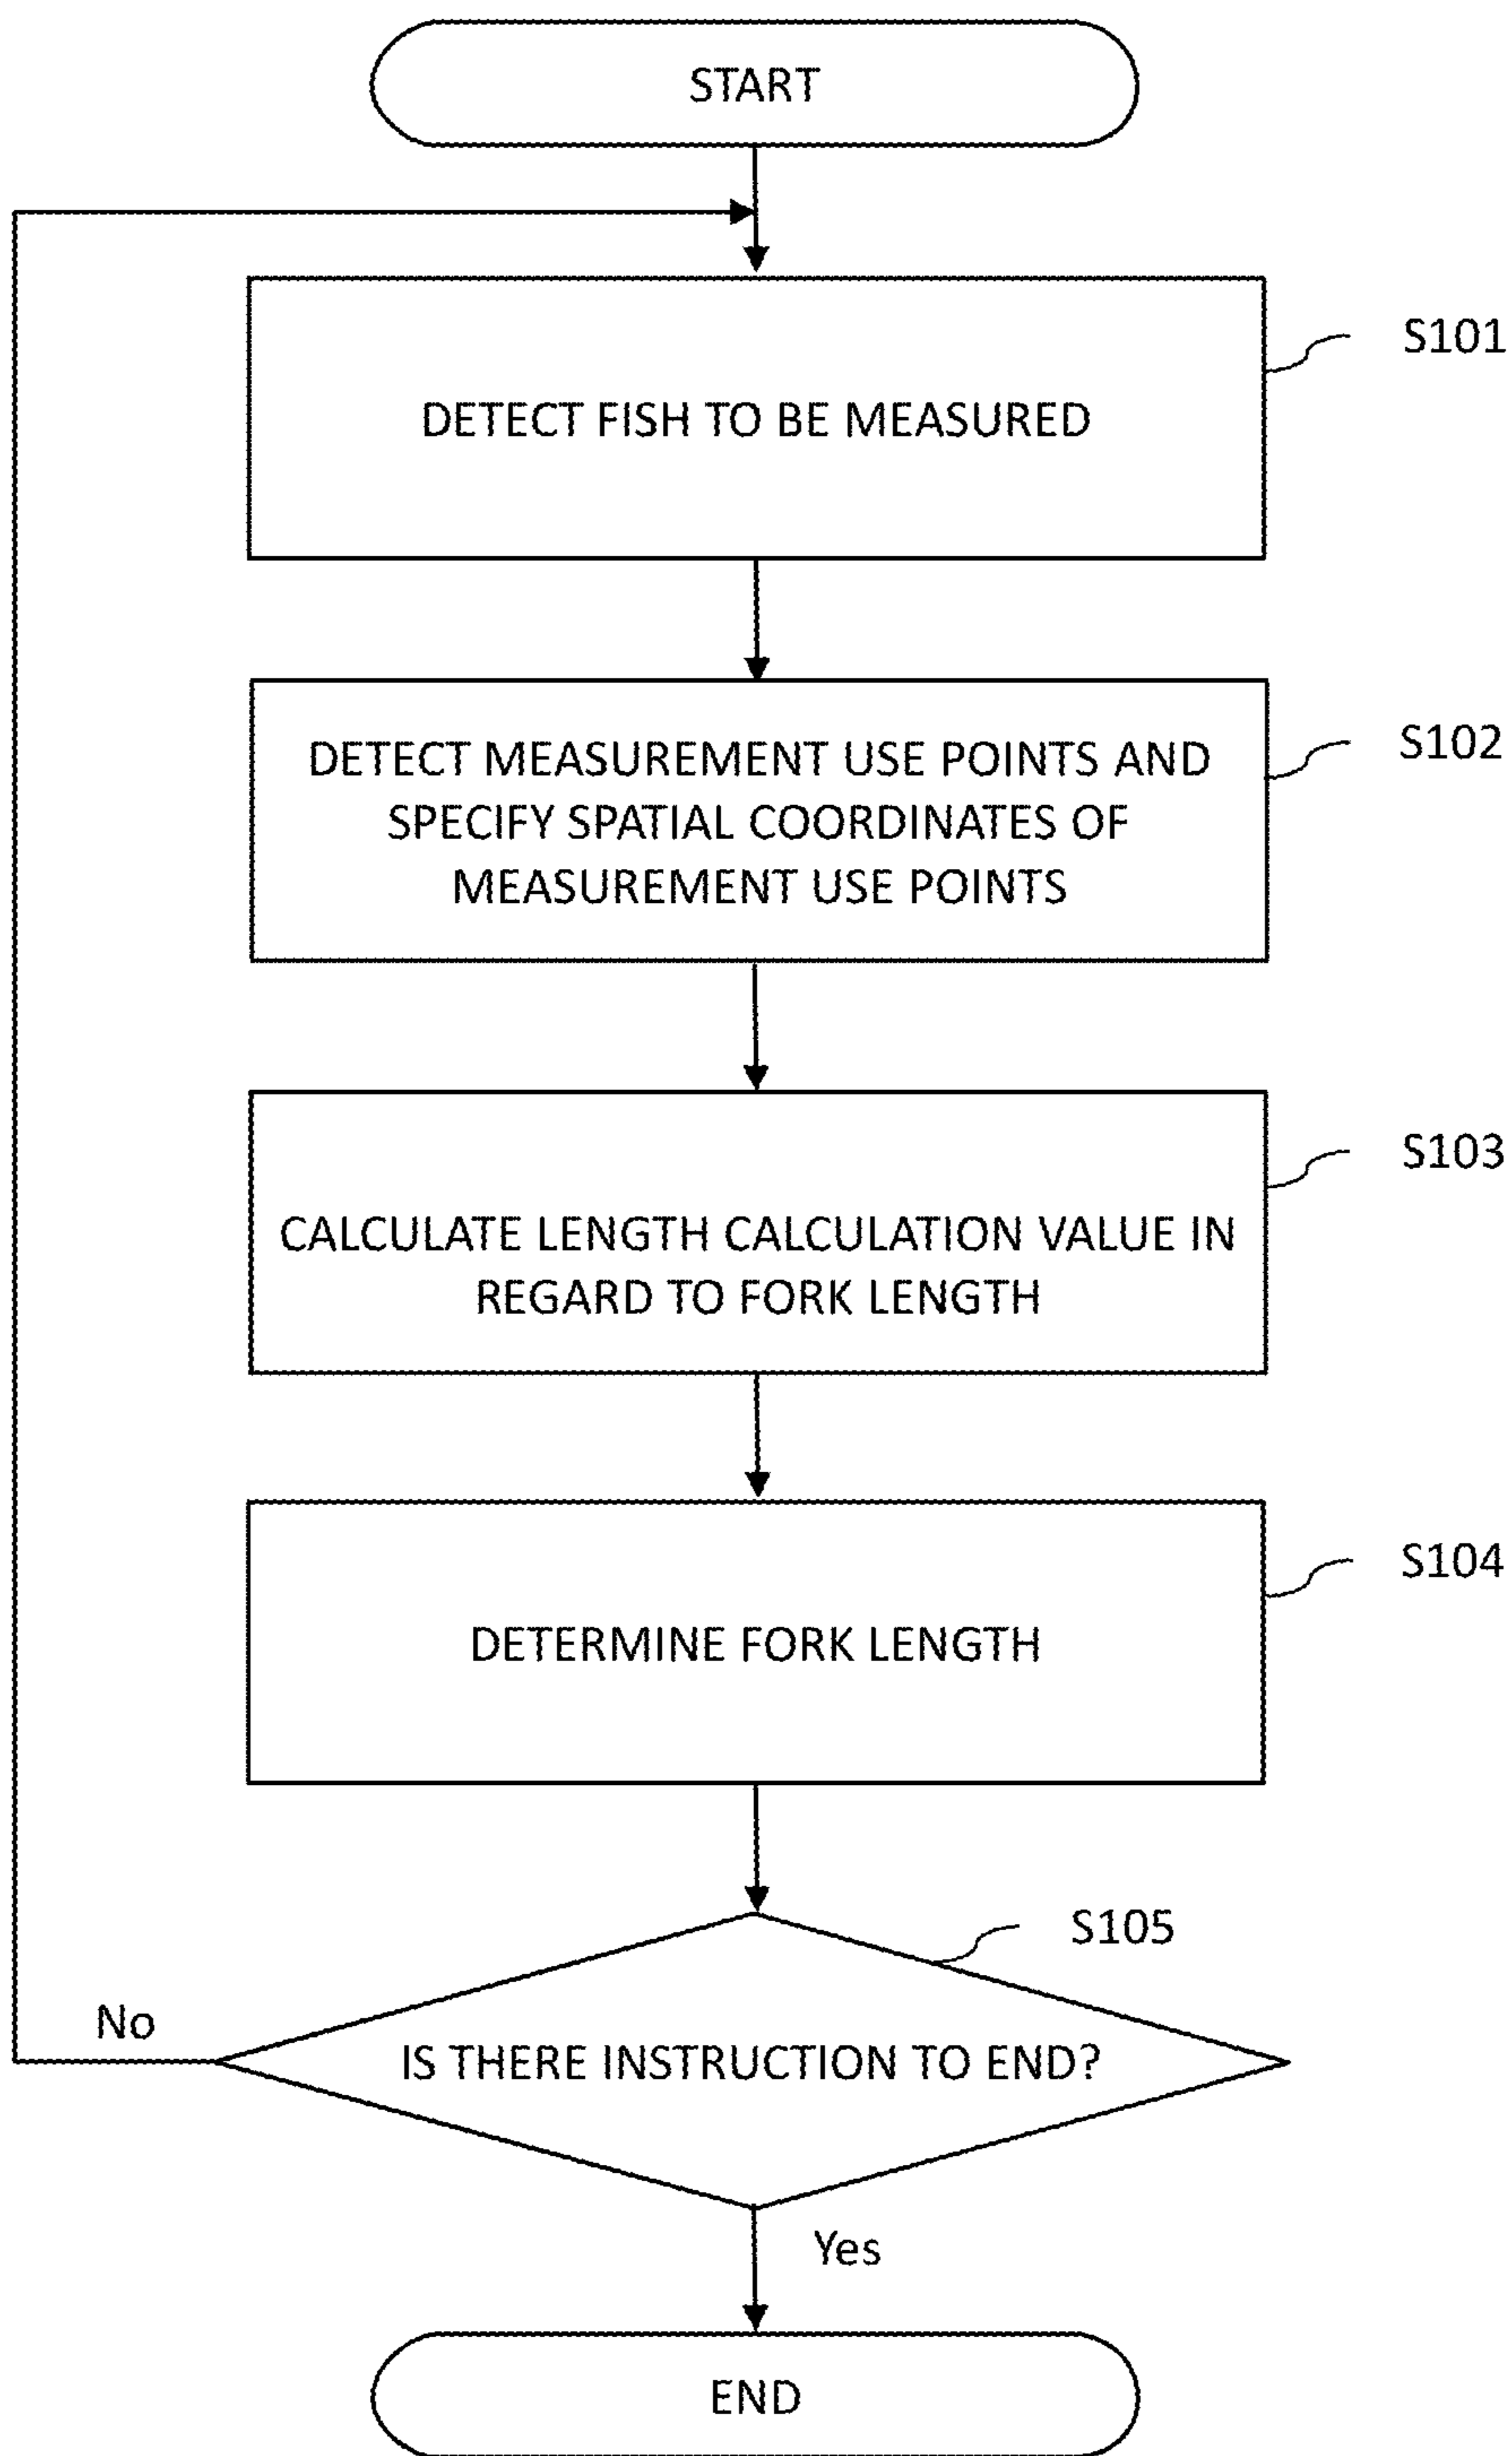 START
S101
DETECT FISH TO BE MEASURED
S102
DETECT MEASUREMENT USE POINTS AND
SPECIFY SPATIAL COORDINATES OF
MEASUREMENT USE POINTS
S103
CALCULATE LENGTH CALCULATION VALUE IN
REGARD TO FORK LENGTH
S104
DETERMINE FORK LENGTH
S105
No
IS THERE INSTRUCTION TO END?
Yes
END